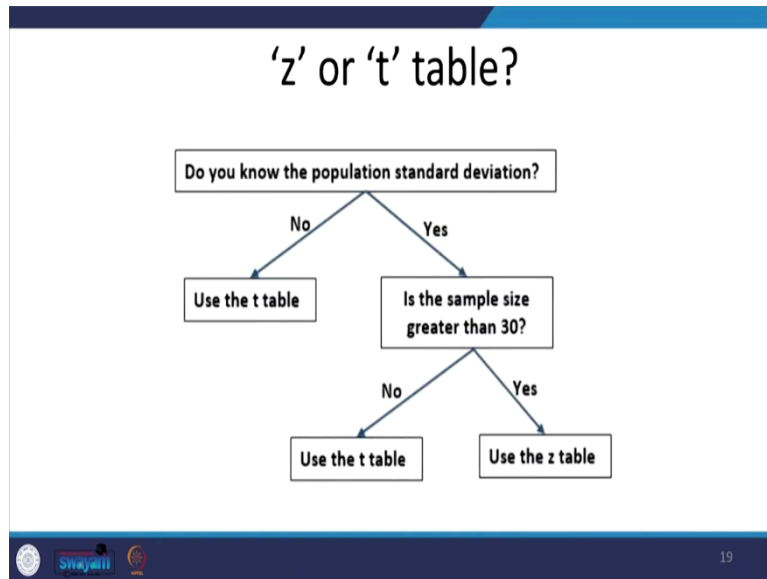 ‘z’ or ‘t’ table?
Do you know the population standard deviation?
No
Yes
Use the t table
Is the sample size
greater than 30?
No
Yes
Use the t table
Use the z table
swayam
19